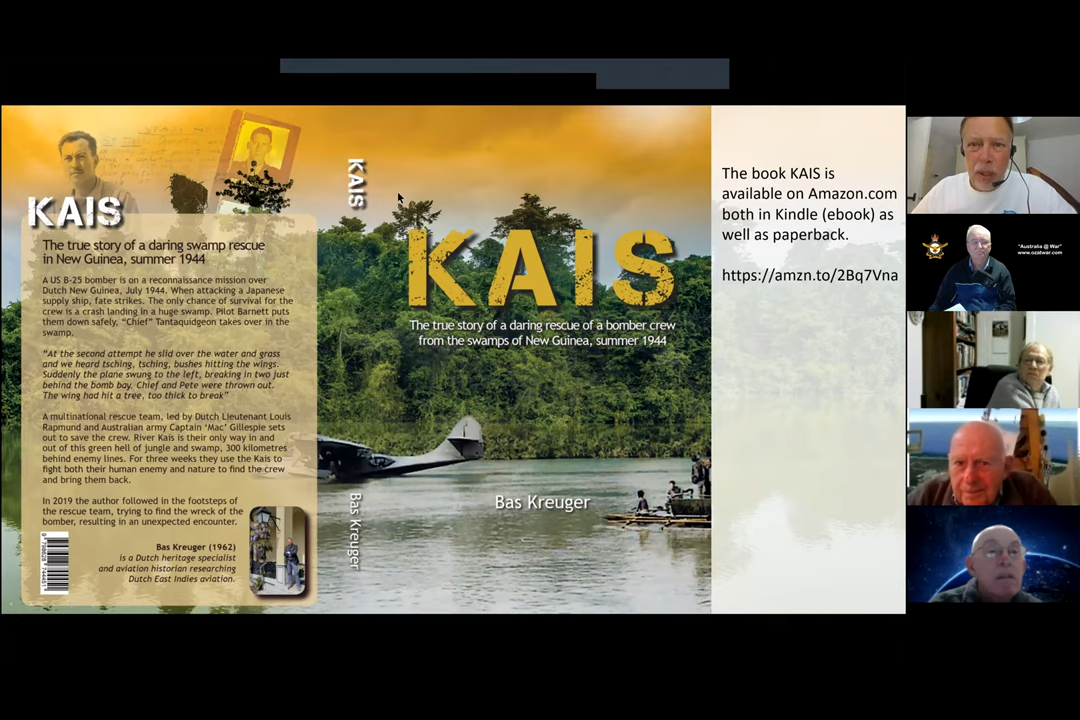 KAIS
The true story of a daring swamp rescue
in New Guinea, summer 1944
A US B-25 bomber is on a reconnaissance mission over
Dutch New Guinea, July 1944. When attacking a Japanese
supply ship, fate strikes. The only chance of survival for the
crew is a crash landing in a huge swamp. Pilot Barnett puts
them down safely, “Chief” Tantaquidgeon takes over in the
swamp.
“At the second attempt he slid over the water and grass
and we heard tsching, tsching, bushes hitting the wings.
Suddenly the plane swung to the left, breaking in two just
behind the bomb bay. Chief and Pete were thrown out.
The wing had hit a tree, too thick to break”
A multinational rescue team, led by Dutch Lieutenant Louis
Rapmund and Australian army Captain ‘Mac’ Gillespie sets
out to save the crew. River Kais is their only way in and
out of this green hell of jungle and swamp, 300 kilometres
behind enemy lines. For three weeks they use the Kais to
fight both their human enemy and nature to find the crew
and bring them back.
In 2019 the author followed in the footsteps of
the rescue team, trying to find the wreck of the
bomber, resulting in an unexpected encounter.
Bas Kreuger (1962)
is a Dutch heritage specialist
and aviation historian researching
Dutch East Indies aviation.
KAIS
Bas Kreuger
KAIS
The true story of a daring rescue of a bomber crew
from the swamps of New Guinea, summer 1944
Bas Kreuger
The book KAIS is
available on Amazon.com
both in Kindle (ebook) as
well as paperback.
https://amzn.to/2Bq7Vna
"Australia @ War"
www.ozatwar.com